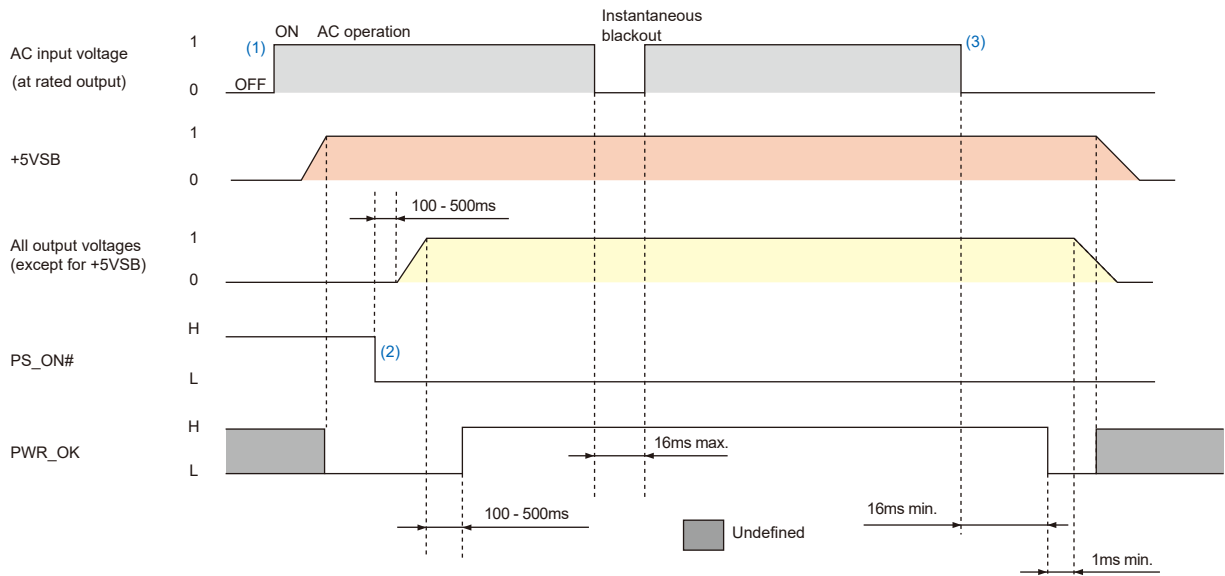 ON AC operation
Instantaneous
blackout
AC input voltage
(at rated output)
1
(1)
(3)
OFF
0
+5VSB
1
0
100 - 500ms
All output voltages
(except for +5VSB)
1
0
PS_ON#
H
(2)
L
PWR_OK
H
L
16ms max.
100 - 500ms
Undefined
16ms min.
1ms min.